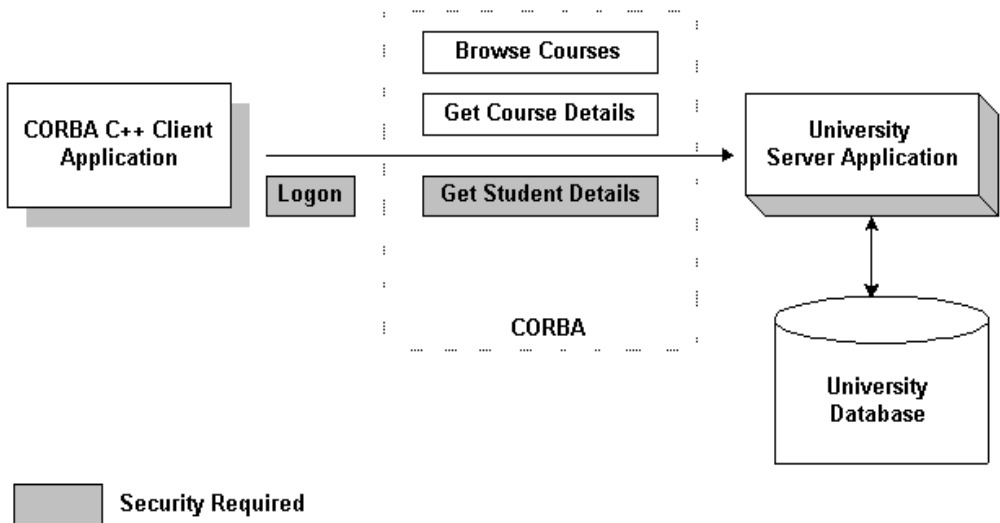 Browse Courses
CORBA C++ Client
Application
Get Course Details
University
Server Application
Logon
Get Student Details
CORBA
University
Database
Security Required